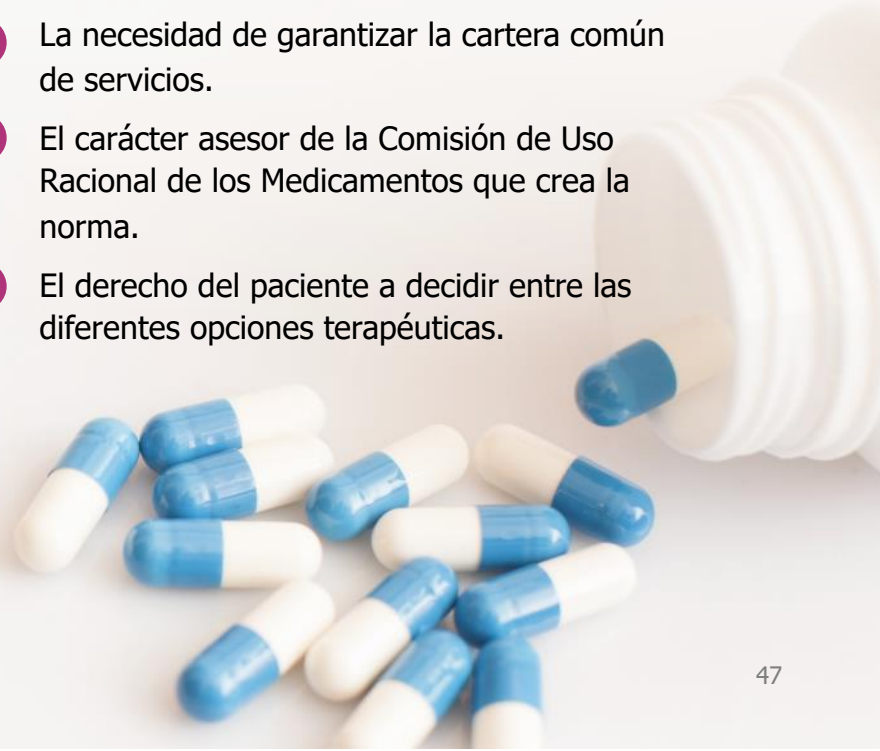 La necesidad de garantizar la cartera común
de servicios.
El carácter asesor de la Comisión de Uso
Racional de los Medicamentos que crea la
norma.
El derecho del paciente a decidir entre las
diferentes opciones terapéuticas.
47